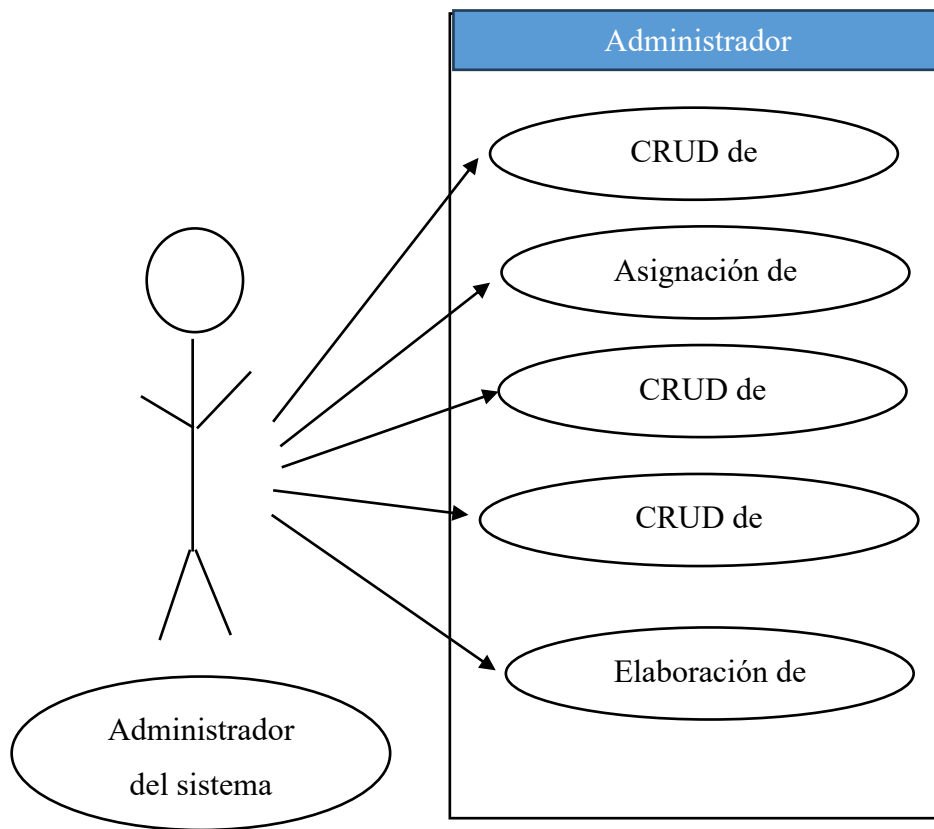 Administrador
CRUD de
Asignación de
CRUD de
CRUD de
Elaboración de
Administrador
del sistema